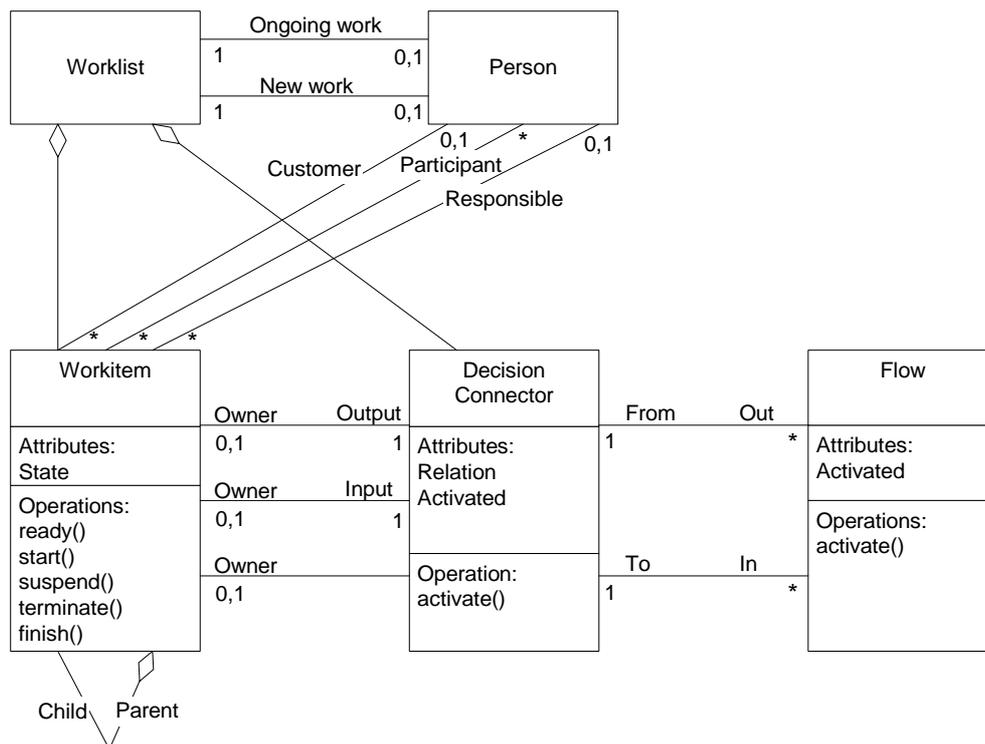 Ongoing work
Worklist
1
0,1
Person
New work
1
0,1
0,1
*
0,1
Customer
Participant
Responsible
*
*
*
Workitem
Decision
Connector
Flow
Owner
Output
From
Out
0,1
1
1
*
Attributes:
State
Attributes:
Relation
Activated
Attributes:
Activated
Owner
Input
0,1
1
Operations:
ready()
start()
suspend()
terminate()
finish()
Operations:
activate()
Owner
0,1
Operation:
activate()
To
In
1
*
Child
Parent